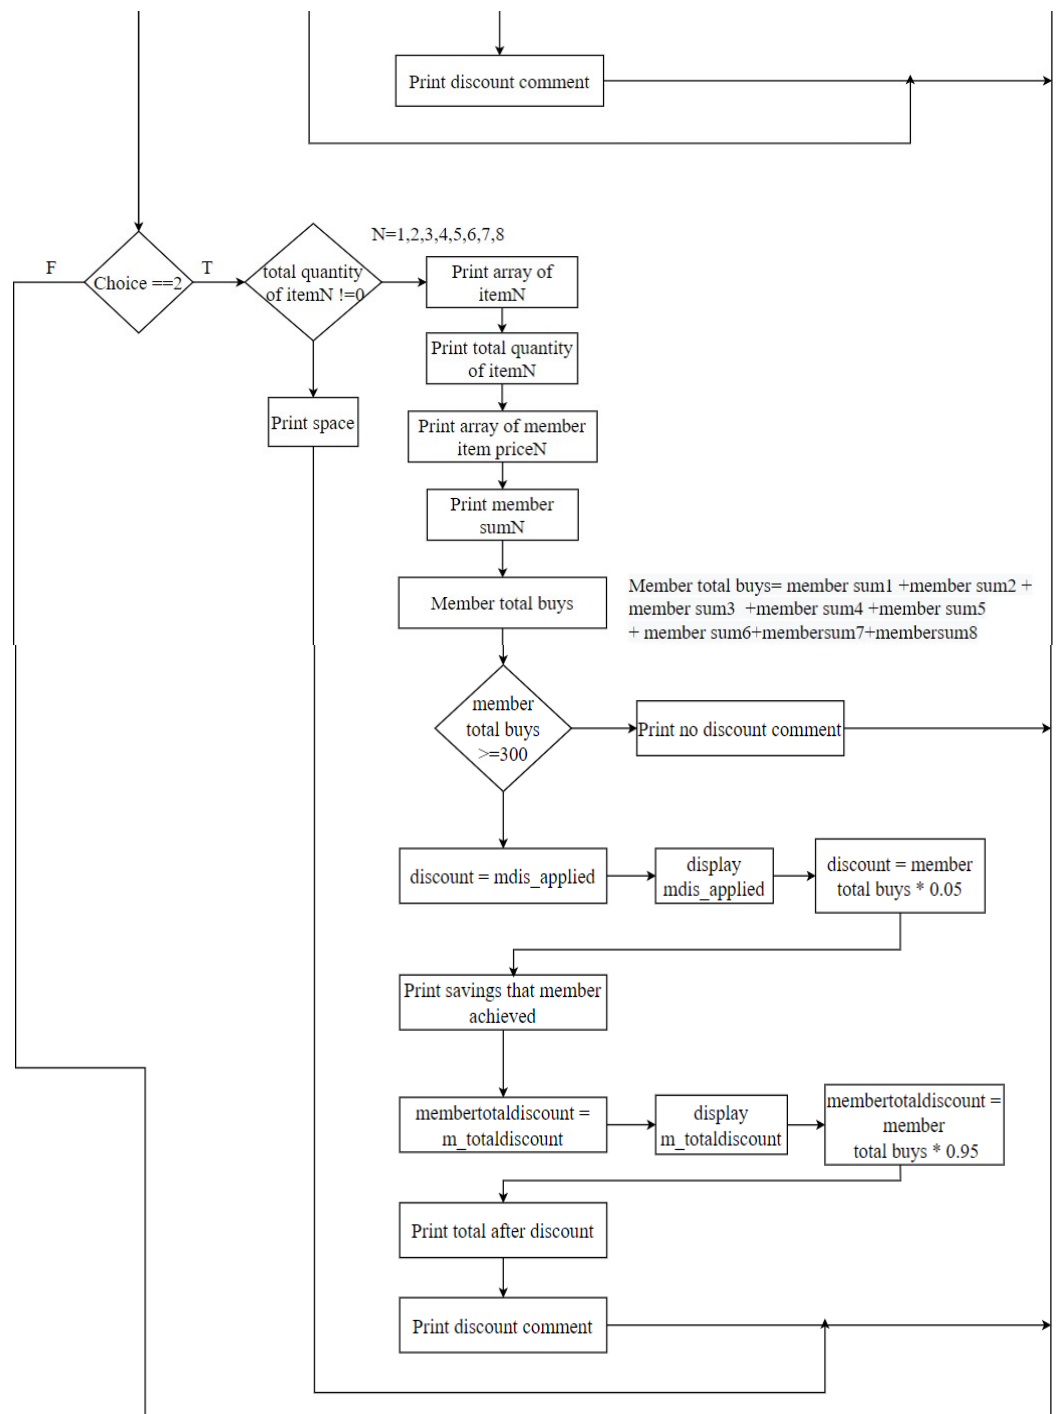 Print discount comment
N=1,2,3,4,5,6,7,8
F
Choice ==2
T
total quantity
of itemN !=0
Print array of
itemN
Print total quantity
of itemN
Print space
Print array of member
item priceN
Print member
sumN
Member total buys
Member total buys= member sum1 +member sum2 +
member sum3  +member sum4 +member sum5
+ member sum6+membersum7+membersum8
member
total buys
>=300
Print no discount comment
discount = mdis_applied
display
mdis_applied
discount = member
total buys * 0.05
Print savings that member
achieved
membertotaldiscount =
m_totaldiscount
display
m_totaldiscount
membertotaldiscount =
member
total buys * 0.95
Print total after discount
Print discount comment